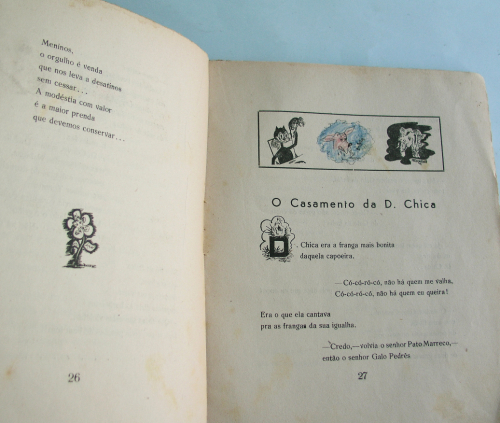 Meninos,
o orgulho é venda
que nos leva a desatinos
sem cessar...
A modéstia com valor
é a maior prenda
que devemos conservar...
26
O Casamento da D. Chica
D. Chica era a franga mais bonita
daquela capoeira.
—Có-có-ró-có, não há quem me valha,
Có-có-ró-có, não há quem eu queira!
Era o que ela cantava
pra as frangas da sua igualha.
—Credo,—volvia o senhor Pato Marreco,—
então o senhor Galo Pedrês
27